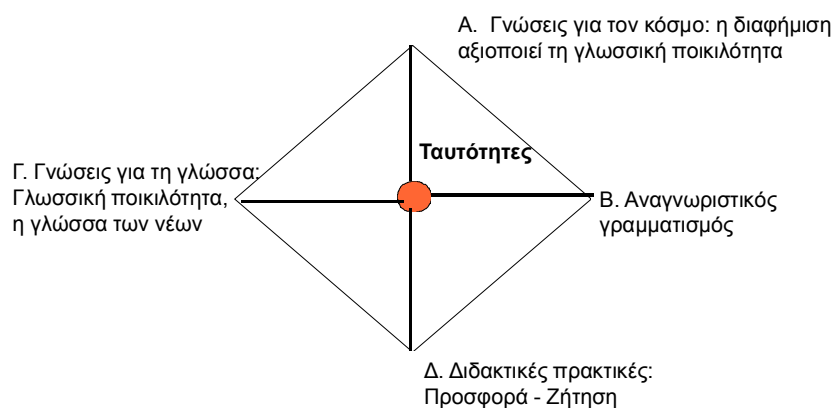 Α. Γνώσεις για τον κόσμο: η διαφήμιση
αξιοποιεί τη γλωσσική ποικιλότητα
Ταυτότητες
Γ. Γνώσεις για τη γλώσσα:
Γλωσσική ποικιλότητα,
η γλώσσα των νέων
Β. Αναγνωριστικός
γραμματισμός
Δ. Διδακτικές πρακτικές:
Προσφορά - Ζήτηση